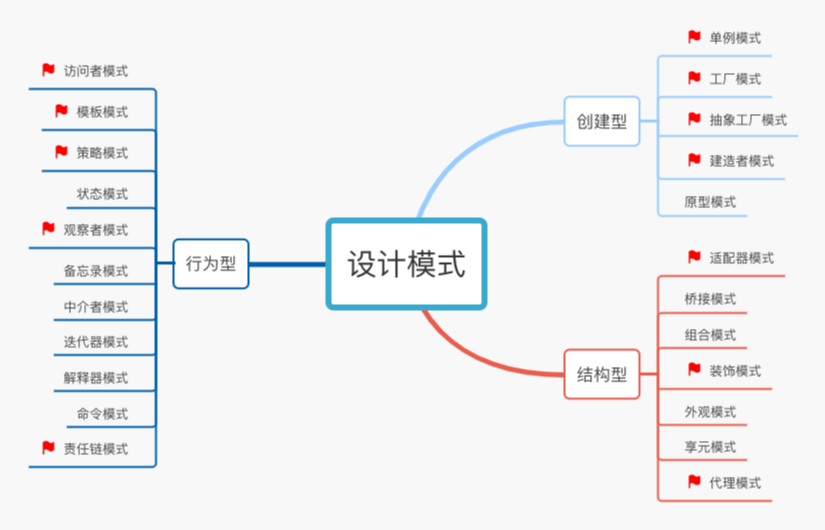 设计模式
创建型
单例模式
工厂模式
抽象工厂模式
建造者模式
原型模式
结构型
适配器模式
桥接模式
组合模式
装饰模式
外观模式
享元模式
代理模式
行为型
访问者模式
模板模式
策略模式
状态模式
观察者模式
备忘录模式
中介者模式
迭代器模式
解释器模式
命令模式
责任链模式